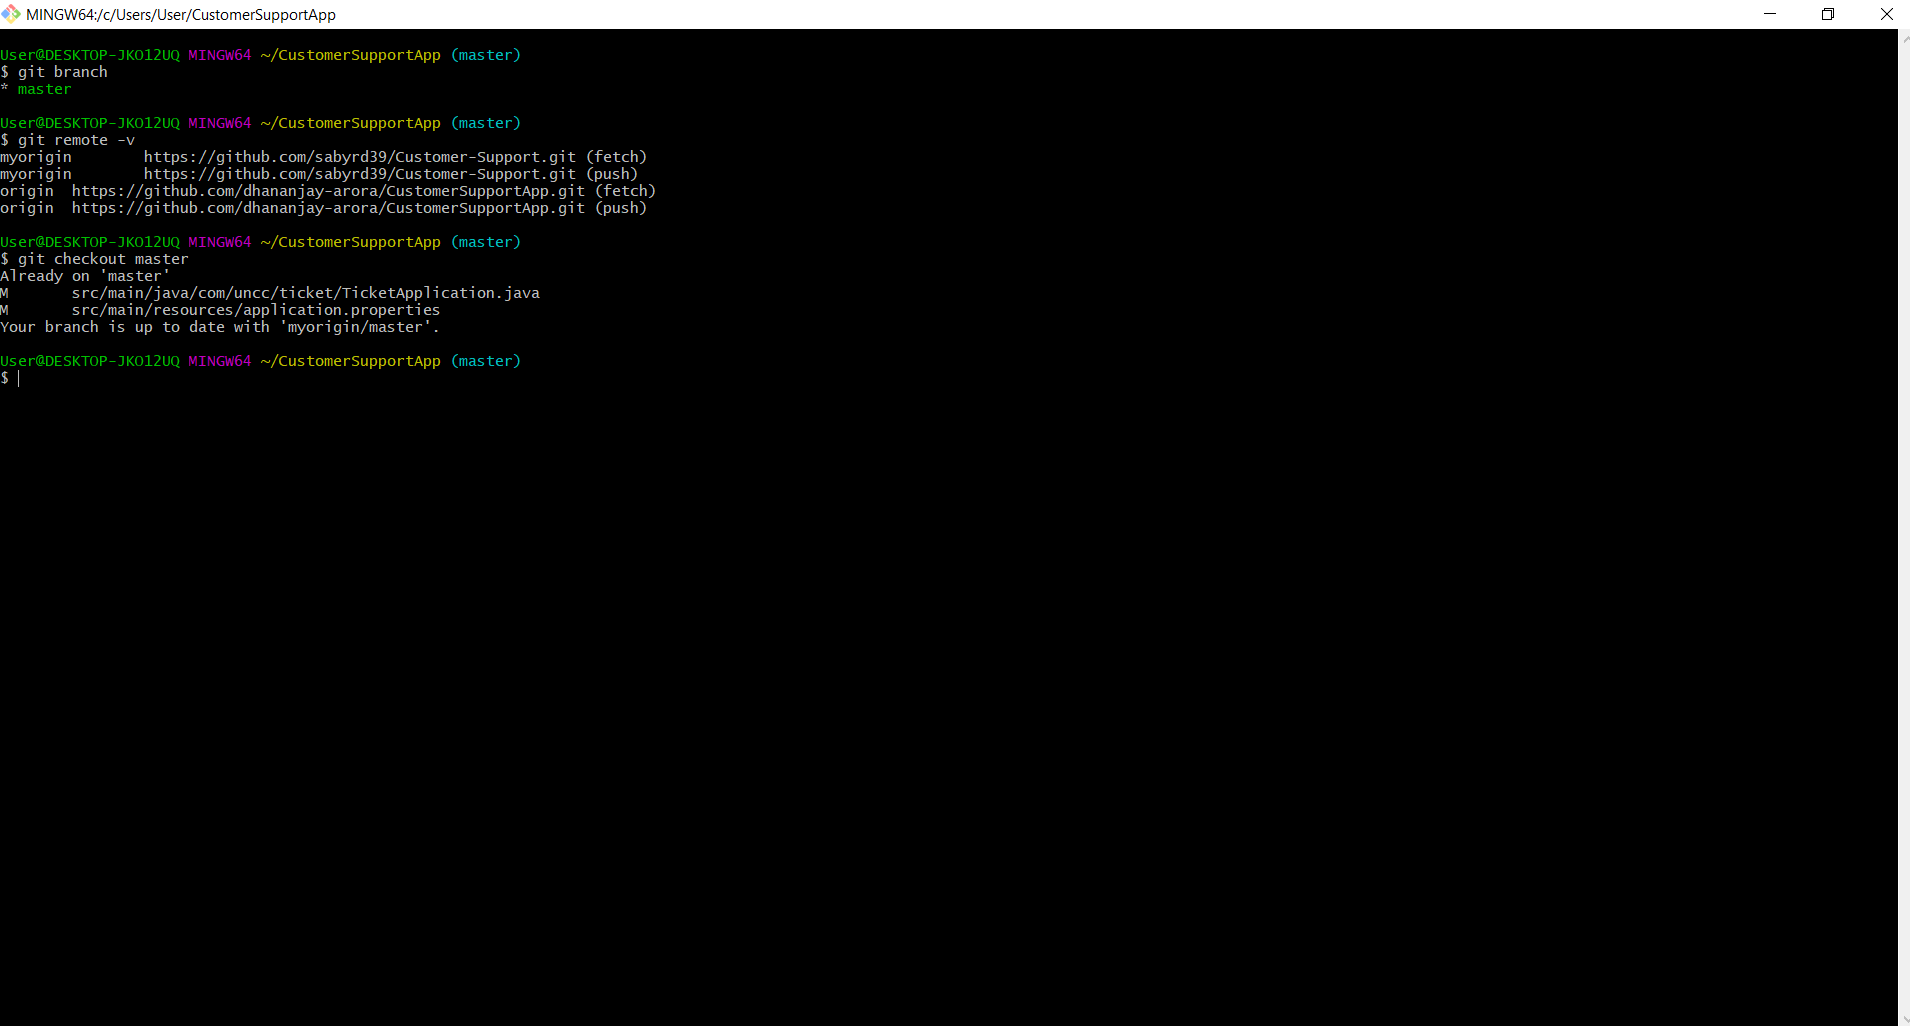 MINGW64:/c/Users/User/CustomerSupportApp
User@DESKTOP-JKO12UQ MINGW64 ~/CustomerSupportApp (master)
$ git branch
* master
User@DESKTOP-JKO12UQ MINGW64 ~/CustomerSupportApp (master)
$ git remote -v
myorigin        https://github.com/sabyrd39/Customer-Support.git (fetch)
myorigin        https://github.com/sabyrd39/Customer-Support.git (push)
origin  https://github.com/dhananjay-arora/CustomerSupportApp.git (fetch)
origin  https://github.com/dhananjay-arora/CustomerSupportApp.git (push)
User@DESKTOP-JKO12UQ MINGW64 ~/CustomerSupportApp (master)
$ git checkout master
Already on 'master'
M       src/main/java/com/uncc/ticket/TicketApplication.java
M       src/main/resources/application.properties
Your branch is up to date with 'myorigin/master'.
User@DESKTOP-JKO12UQ MINGW64 ~/CustomerSupportApp (master)
$